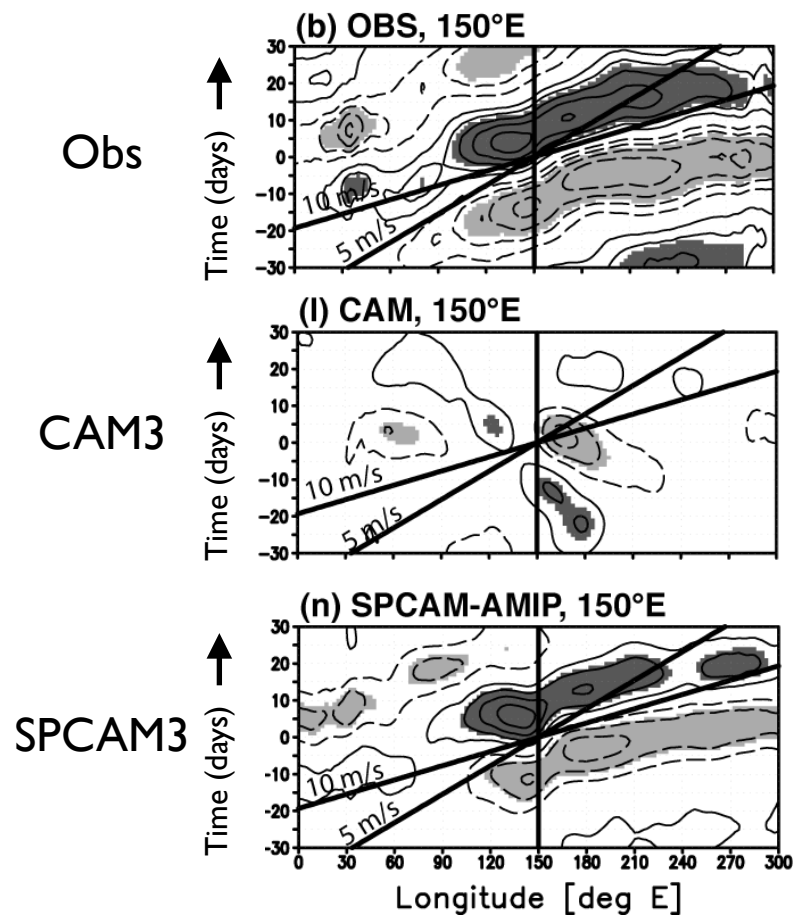 (b) OBS, 150°E
Obs
Time (days)
30
20
10
0
-10
-20
-30
10 m/s
5 m/s
(l) CAM, 150°E
CAM3
Time (days)
30
20
10
0
-10
-20
-30
10 m/s
5 m/s
(n) SPCAM-AMIP, 150°E
SPCAM3
Time (days)
30
20
10
0
-10
-20
-30
10 m/s
5 m/s
0 30 60 90 120 150 180 210 240 270 300
Longitude [deg E]